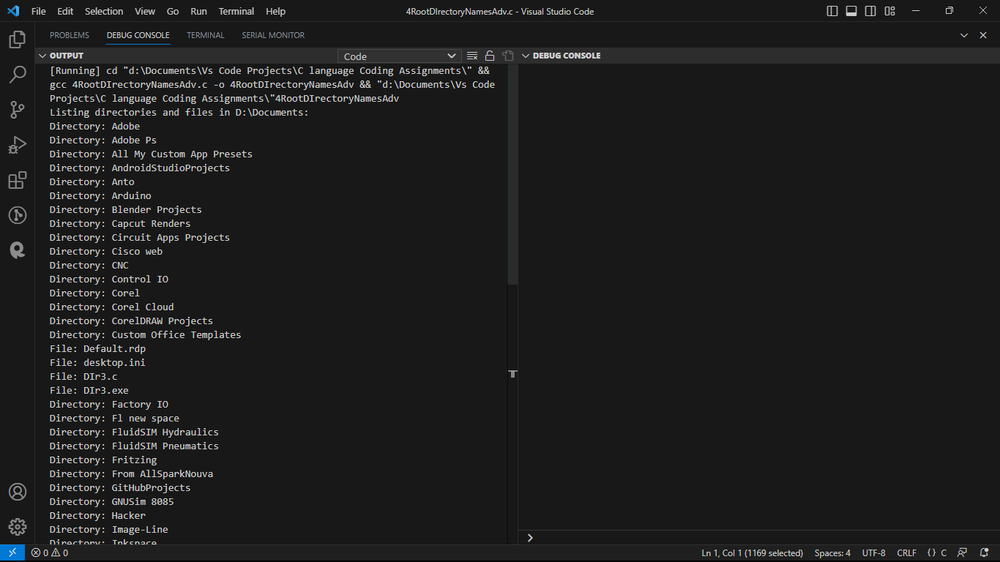 File Edit Selection View Go Run Terminal Help
4RootDIrectoryNamesAdv.c - Visual Studio Code
PROBLEMS DEBUG CONSOLE TERMINAL SERIAL MONITOR
OUTPUT
Code
DEBUG CONSOLE
[Running] cd "d:\Documents\Vs Code Projects\C language Coding Assignments\" &&
gcc 4RootDIrectoryNamesAdv.c -o 4RootDIrectoryNamesAdv && "d:\Documents\Vs Code
Projects\C language Coding Assignments\"4RootDIrectoryNamesAdv
Listing directories and files in D:\Documents:
Directory: Adobe
Directory: Adobe Ps
Directory: All My Custom App Presets
Directory: AndroidStudioProjects
Directory: Anto
Directory: Arduino
Directory: Blender Projects
Directory: Capcut Renders
Directory: Circuit Apps Projects
Directory: Cisco web
Directory: CNC
Directory: Control IO
Directory: Corel
Directory: Corel Cloud
Directory: CorelDRAW Projects
Directory: Custom Office Templates
File: Default.rdp
File: desktop.ini
File: DIr3.c
File: DIr3.exe
Directory: Factory IO
Directory: Fl new space
Directory: FluidSIM Hydraulics
Directory: FluidSIM Pneumatics
Directory: Fritzing
Directory: From AllSparkNouva
Directory: GitHubProjects
Directory: GNUSim 8085
Directory: Hacker
Directory: Image-Line
Directory: Inkspace
0 0
Ln 1, Col 1 (1169 selected) Spaces: 4 UTF-8 CRLF {} C